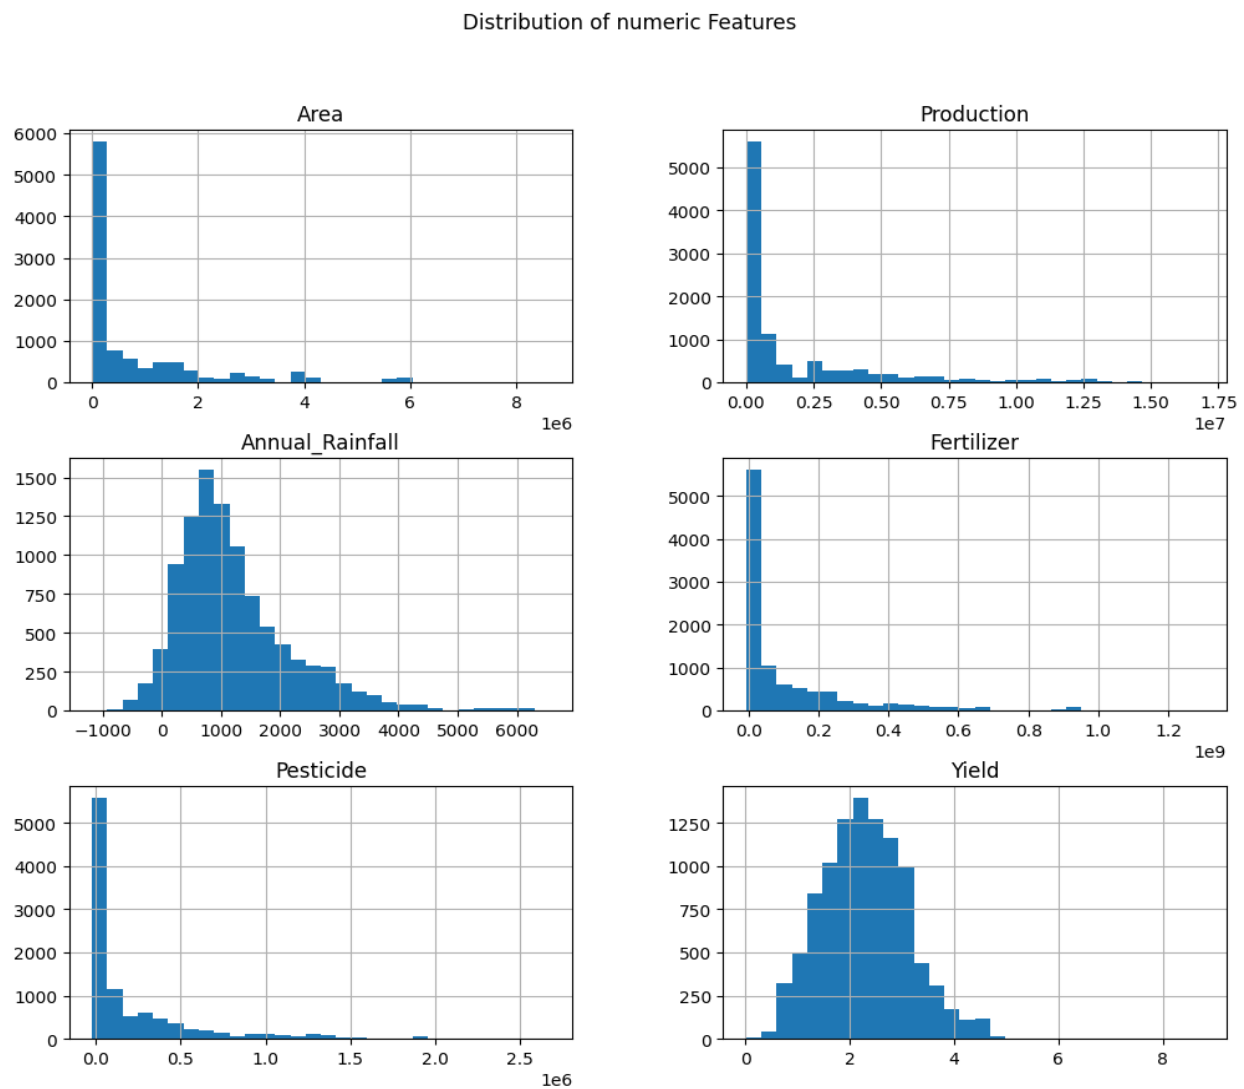 Distribution of numeric Features
Area
6000
5000
4000
3000
2000
1000
0
0 2 4 6 8
1e6
Production
5000
4000
3000
2000
1000
0
0.00 0.25 0.50 0.75 1.00 1.25 1.50 1.75
1e7
Annual_Rainfall
1500
1250
1000
750
500
250
0
−1000 0 1000 2000 3000 4000 5000 6000
Fertilizer
5000
4000
3000
2000
1000
0
0.0 0.2 0.4 0.6 0.8 1.0 1.2
1e9
Pesticide
5000
4000
3000
2000
1000
0
0.0 0.5 1.0 1.5 2.0 2.5
1e6
Yield
1250
1000
750
500
250
0
0 2 4 6 8